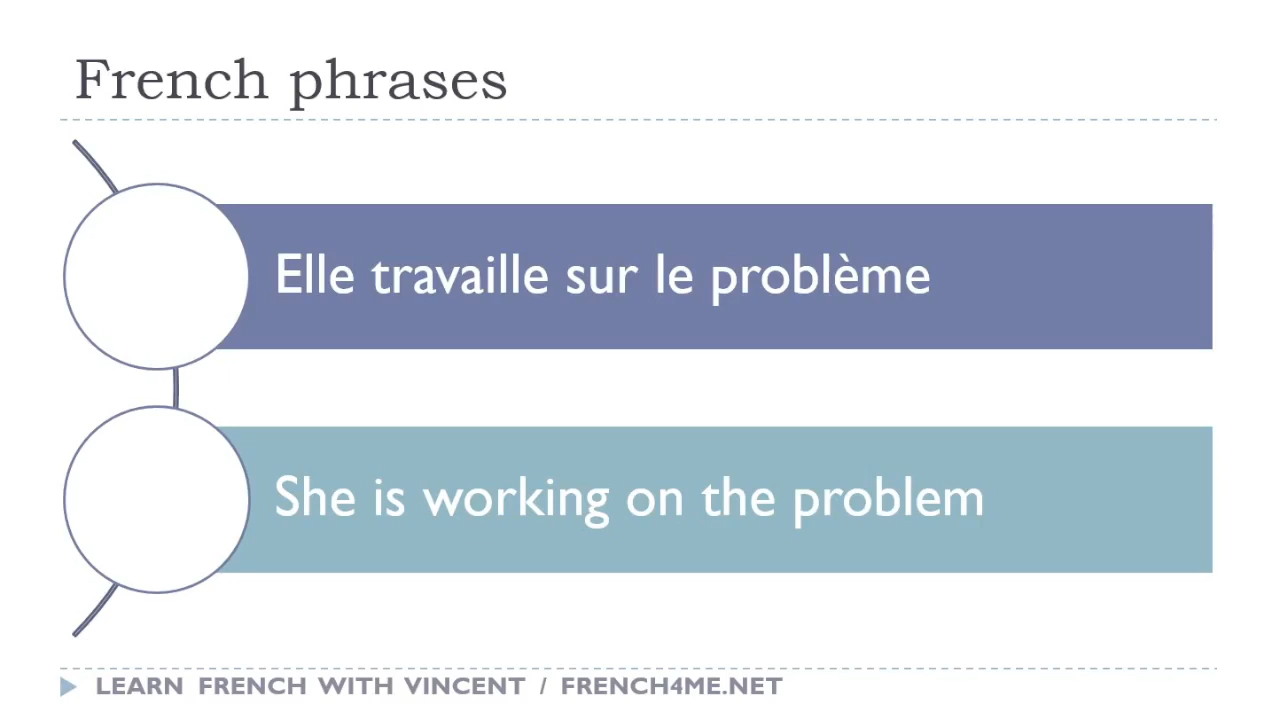 French phrases
Elle travaille sur le problème
She is working on the problem
LEARN FRENCH WITH VINCENT / FRENCH4ME.NET